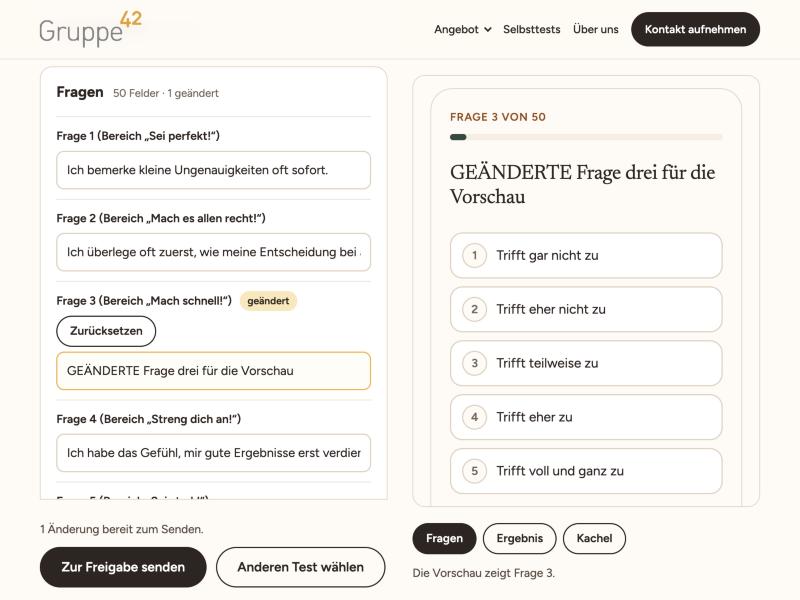 Gruppe42
Angebot
Selbsttests
Über uns
Kontakt aufnehmen
Fragen 50 Felder · 1 geändert
Frage 1 (Bereich „Sei perfekt!“)
Ich bemerke kleine Ungenauigkeiten oft sofort.
Frage 2 (Bereich „Mach es allen recht!“)
Ich überlege oft zuerst, wie meine Entscheidung bei
Frage 3 (Bereich „Mach schnell!“) geändert
Zurücksetzen
GEÄNDERTE Frage drei für die Vorschau
Frage 4 (Bereich „Streng dich an!“)
Ich habe das Gefühl, mir gute Ergebnisse erst verdier
1 Änderung bereit zum Senden.
Zur Freigabe senden
Anderen Test wählen
FRAGE 3 VON 50
GEÄNDERTE Frage drei für die
Vorschau
1 Trifft gar nicht zu
2 Trifft eher nicht zu
3 Trifft teilweise zu
4 Trifft eher zu
5 Trifft voll und ganz zu
Fragen
Ergebnis
Kachel
Die Vorschau zeigt Frage 3.